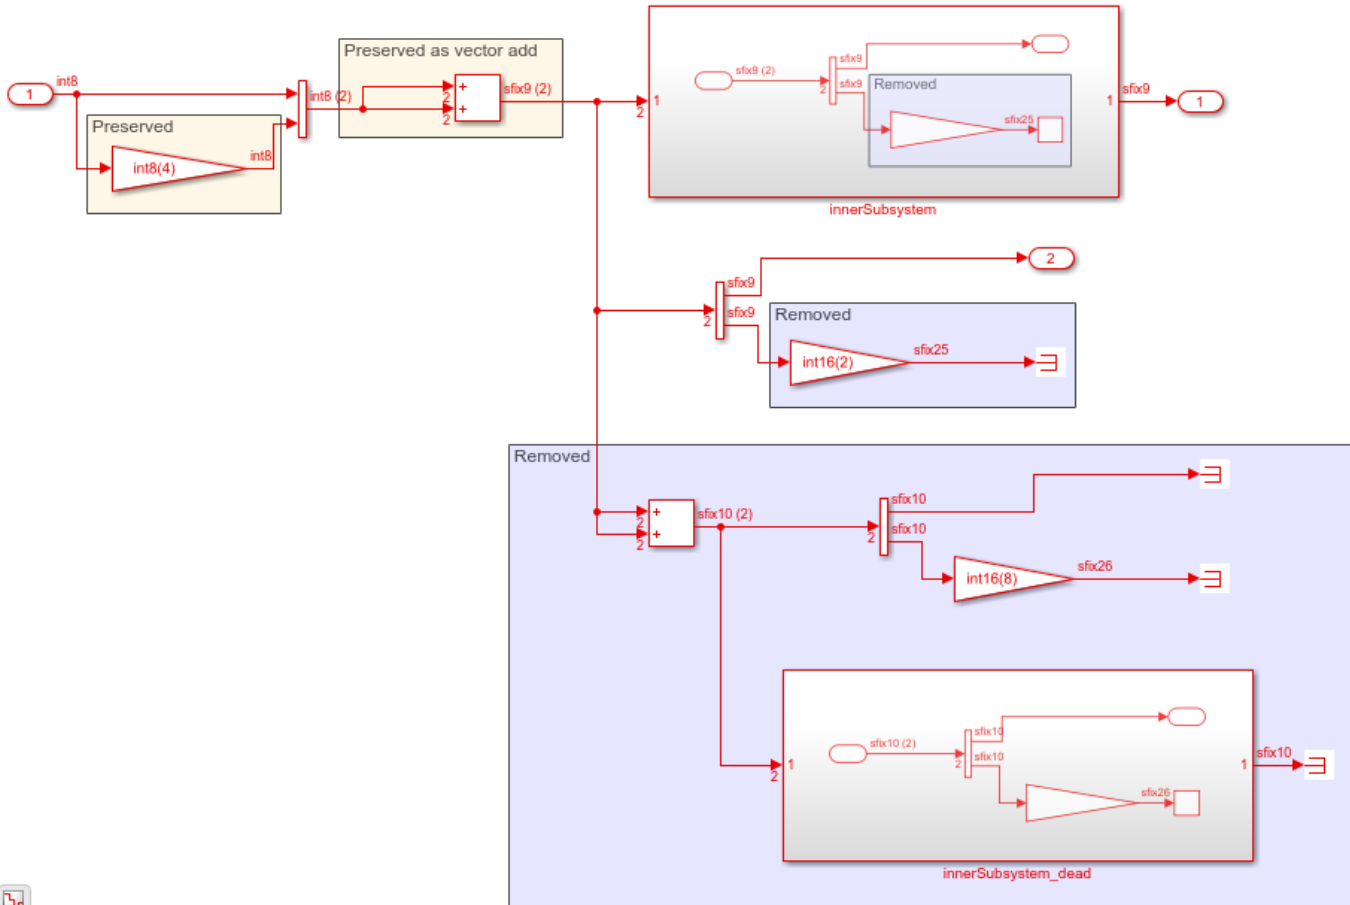 Preserved as vector add
int8
1
int8 (2)
+
2
+
2
sfix9 (2)
Preserved
int8(4)
int8
1
2
sfix9 (2)
2
sfix9
sfix9
Removed
sfix25
1
sfix9
1
innerSubsystem
2
sfix9
2
sfix9
Removed
int16(2)
sfix25
Removed
+
2
+
2
sfix10 (2)
2
sfix10
sfix10
int16(8)
sfix26
1
2
sfix10 (2)
2
sfix10
sfix10
sfix26
1
sfix10
innerSubsystem_dead